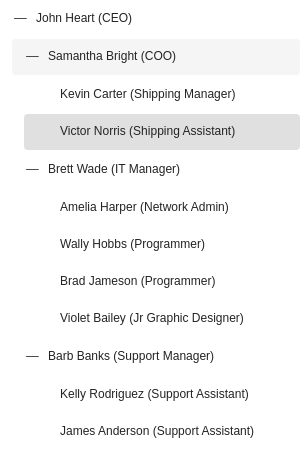 John Heart (CEO)
Samantha Bright (COO)
Kevin Carter (Shipping Manager)
Victor Norris (Shipping Assistant)
Brett Wade (IT Manager)
Amelia Harper (Network Admin)
Wally Hobbs (Programmer)
Brad Jameson (Programmer)
Violet Bailey (Jr Graphic Designer)
Barb Banks (Support Manager)
Kelly Rodriguez (Support Assistant)
James Anderson (Support Assistant)